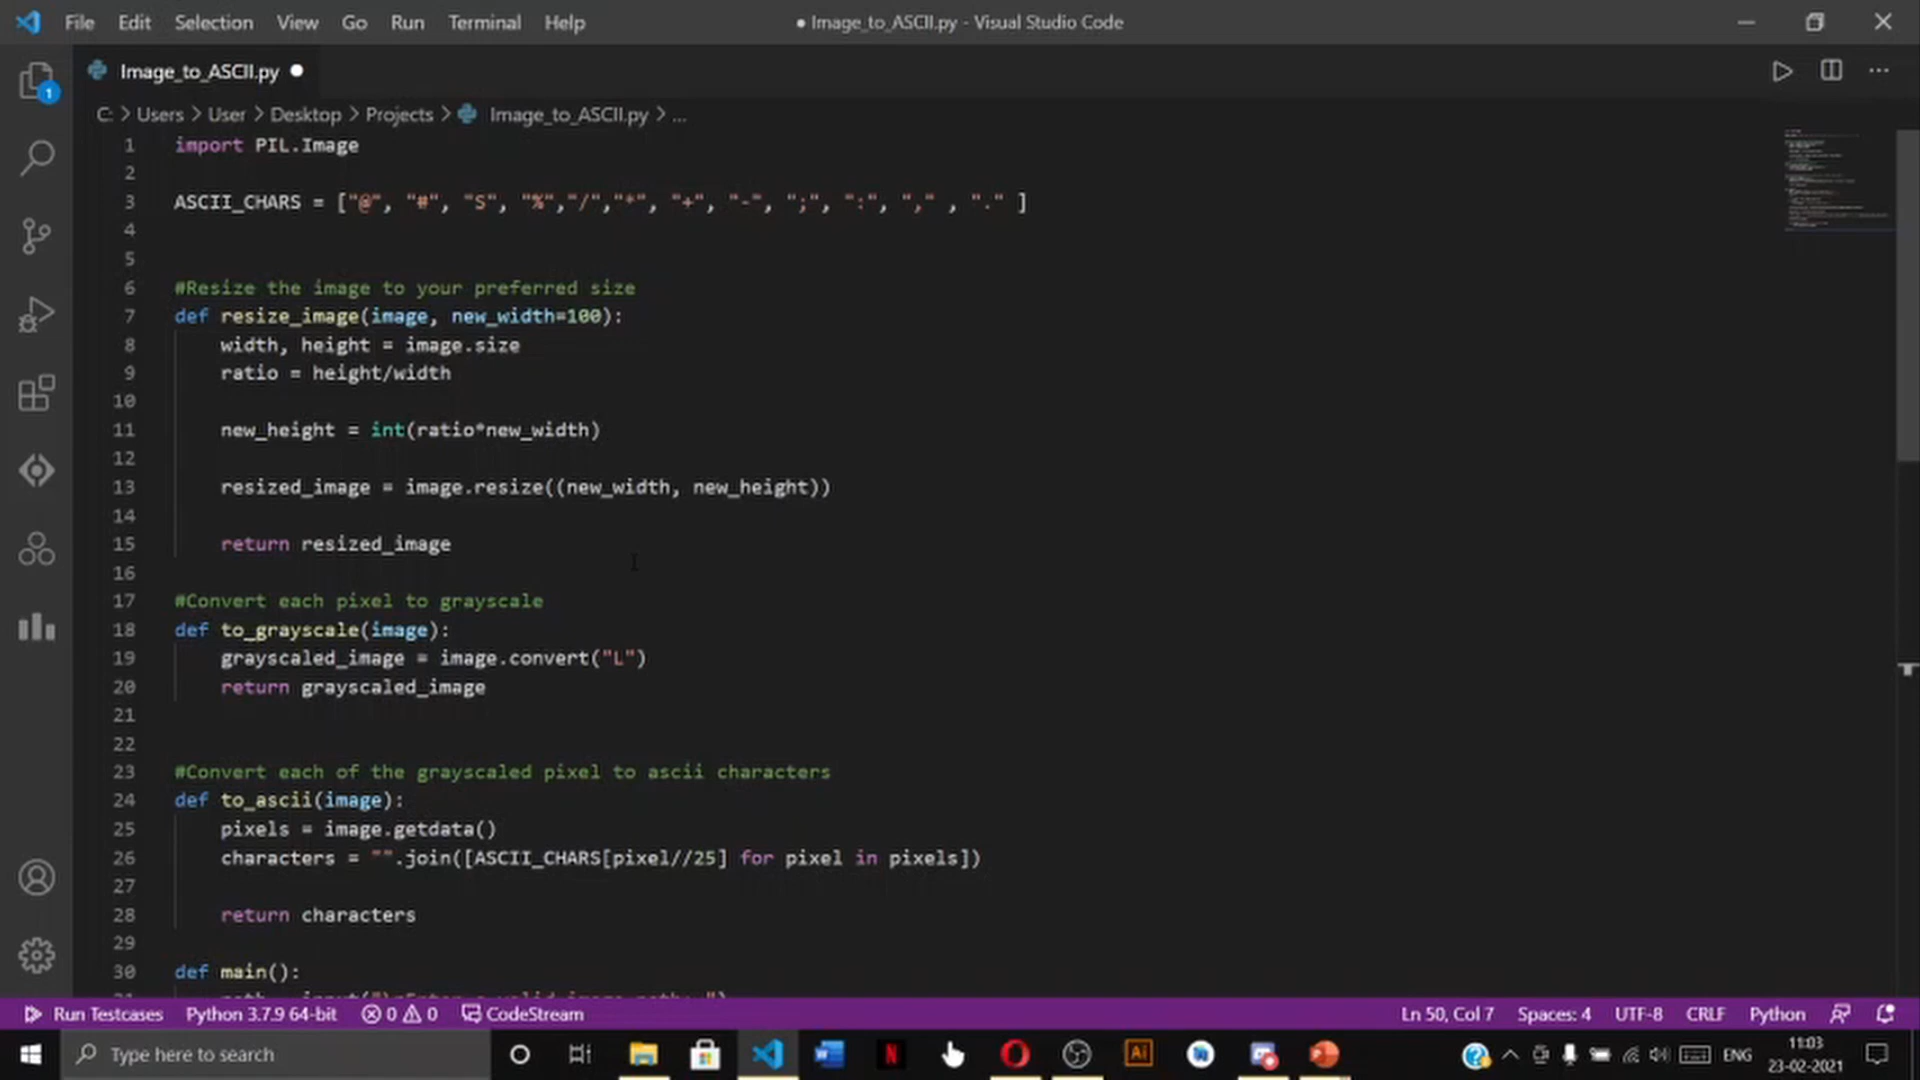 File Edit Selection View Go Run Terminal Help
● Image_to_ASCII.py - Visual Studio Code
Image_to_ASCII.py ●
1
C: > Users > User > Desktop > Projects > Image_to_ASCII.py > ...
1 import PIL.Image
2
3 ASCII_CHARS = ["@", "#", "S", "%","/","*", "+", "-", ";", ":", "," , "." ]
4
5
6 #Resize the image to your preferred size
7 def resize_image(image, new_width=100):
8 width, height = image.size
9 ratio = height/width
10
11 new_height = int(ratio*new_width)
12
13 resized_image = image.resize((new_width, new_height))
14
15 return resized_image
16
17 #Convert each pixel to grayscale
18 def to_grayscale(image):
19 grayscaled_image = image.convert("L")
20 return grayscaled_image
21
22
23 #Convert each of the grayscaled pixel to ascii characters
24 def to_ascii(image):
25 pixels = image.getdata()
26 characters = "".join([ASCII_CHARS[pixel//25] for pixel in pixels])
27
28 return characters
29
30 def main():
Run Testcases Python 3.7.9 64-bit 0 0 CodeStream Ln 50, Col 7 Spaces: 4 UTF-8 CRLF Python
Type here to search
N
Ai
ENG
11:03
23-02-2021